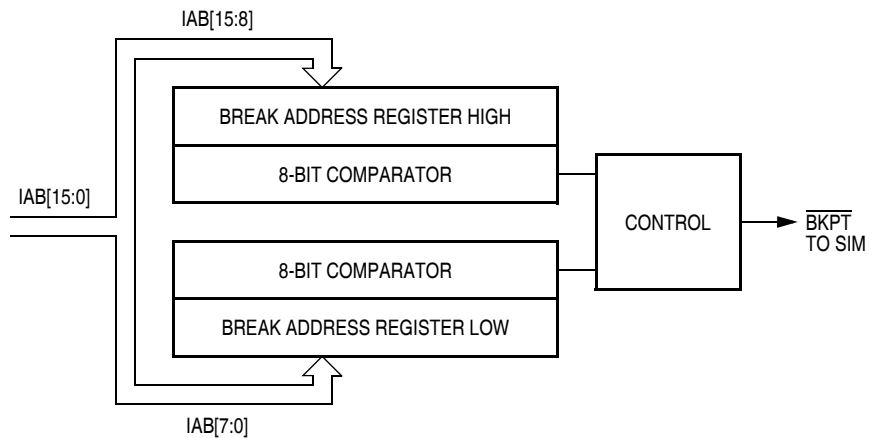 IAB[15:8]
BREAK ADDRESS REGISTER HIGH
8-BIT COMPARATOR
IAB[15:0]
CONTROL
BKPT
TO SIM
8-BIT COMPARATOR
BREAK ADDRESS REGISTER LOW
IAB[7:0]